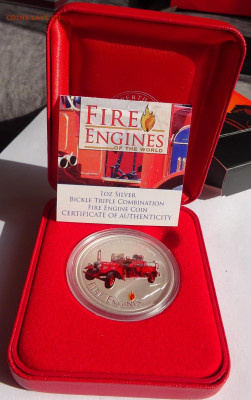 FIRE
ENGINES
OF THE WORLD
1OZ SILVER
BICKLE TRIPLE COMBINATION
FIRE ENGINE COIN
CERTIFICATE OF AUTHENTICITY
FIRE ENGINES